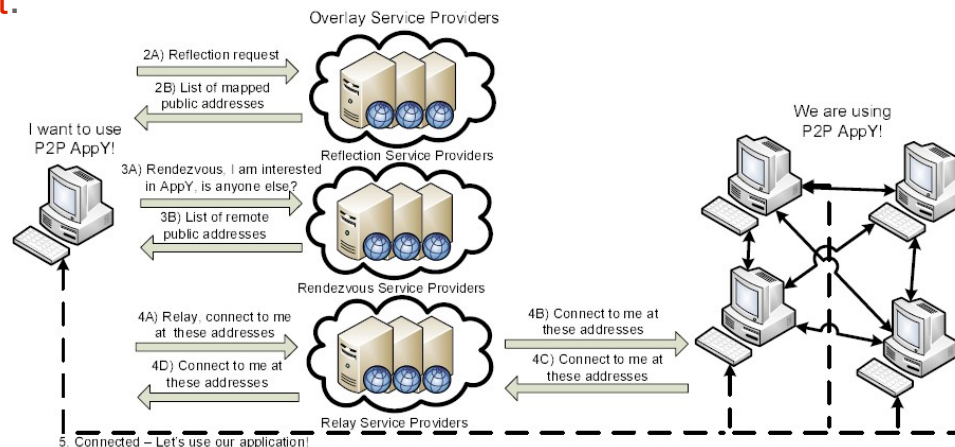 t.
Overlay Service Providers
2A) Reflection request
2B) List of mapped
public addresses
I want to use
P2P AppY!
We are using
P2P AppY!
Reflection Service Providers
3A) Rendezvous, I am interested
in AppY, is anyone else?
3B) List of remote
public addresses
Rendezvous Service Providers
4A) Relay, connect to me
at these addresses
4B) Connect to me at
these addresses
4D) Connect to me at
these addresses
4C) Connect to me at
these addresses
Relay Service Providers
5. Connected – Let's use our application!